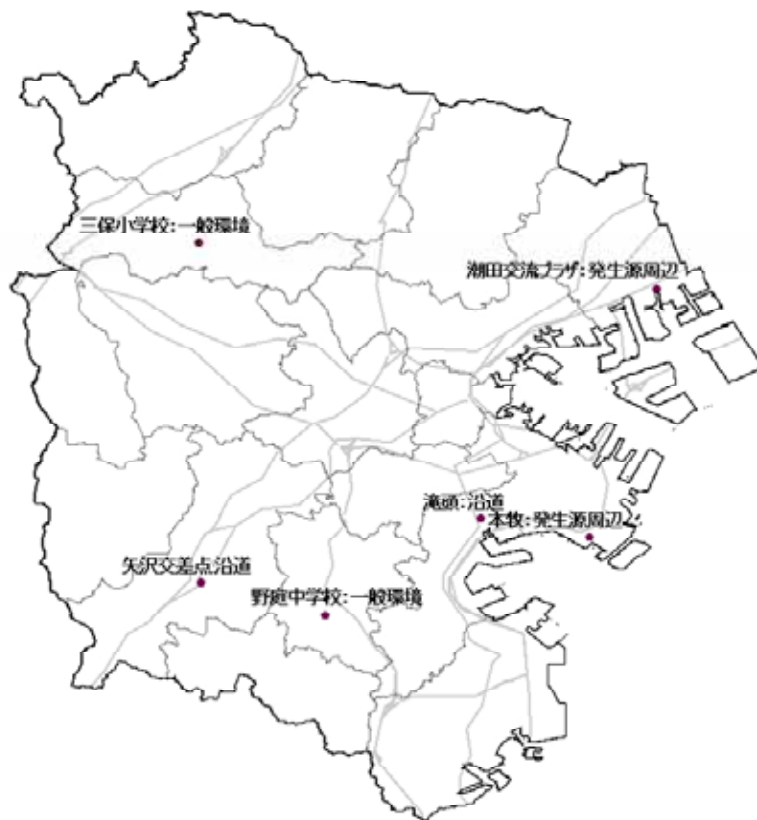 三保小学校:一般環境
潮田交流プラザ:発生源周辺
滝頭:沿道
本牧:発生源周辺
矢沢交差点:沿道
野庭中学校:一般環境